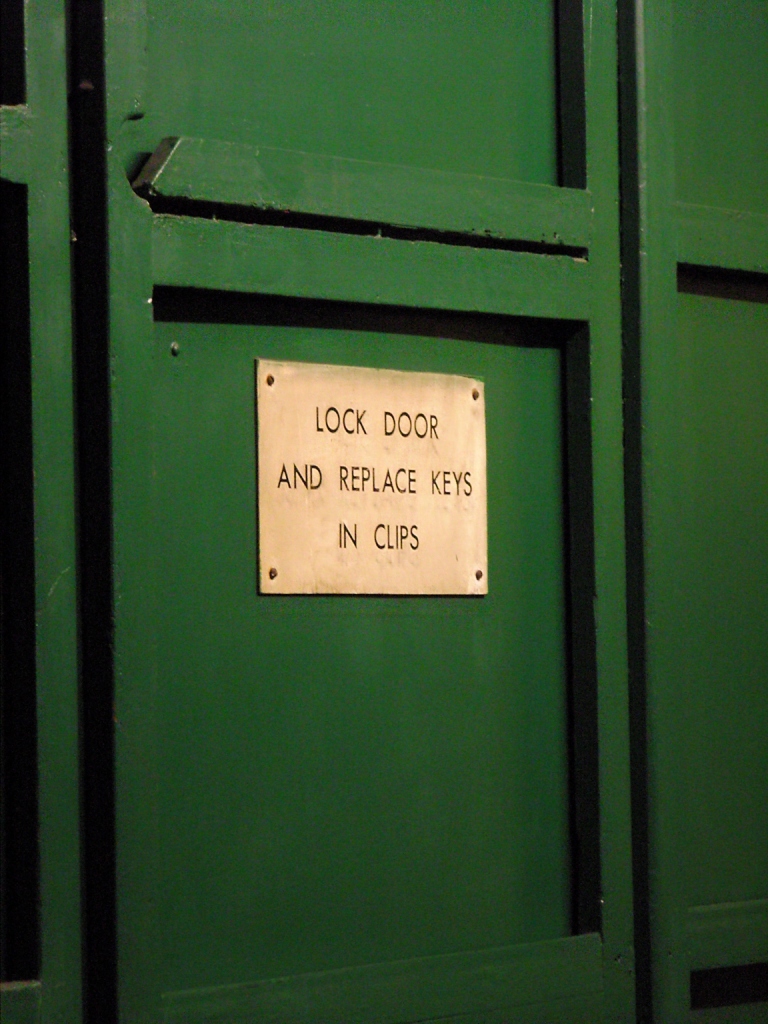 LOCK DOOR
AND REPLACE KEYS
IN CLIPS